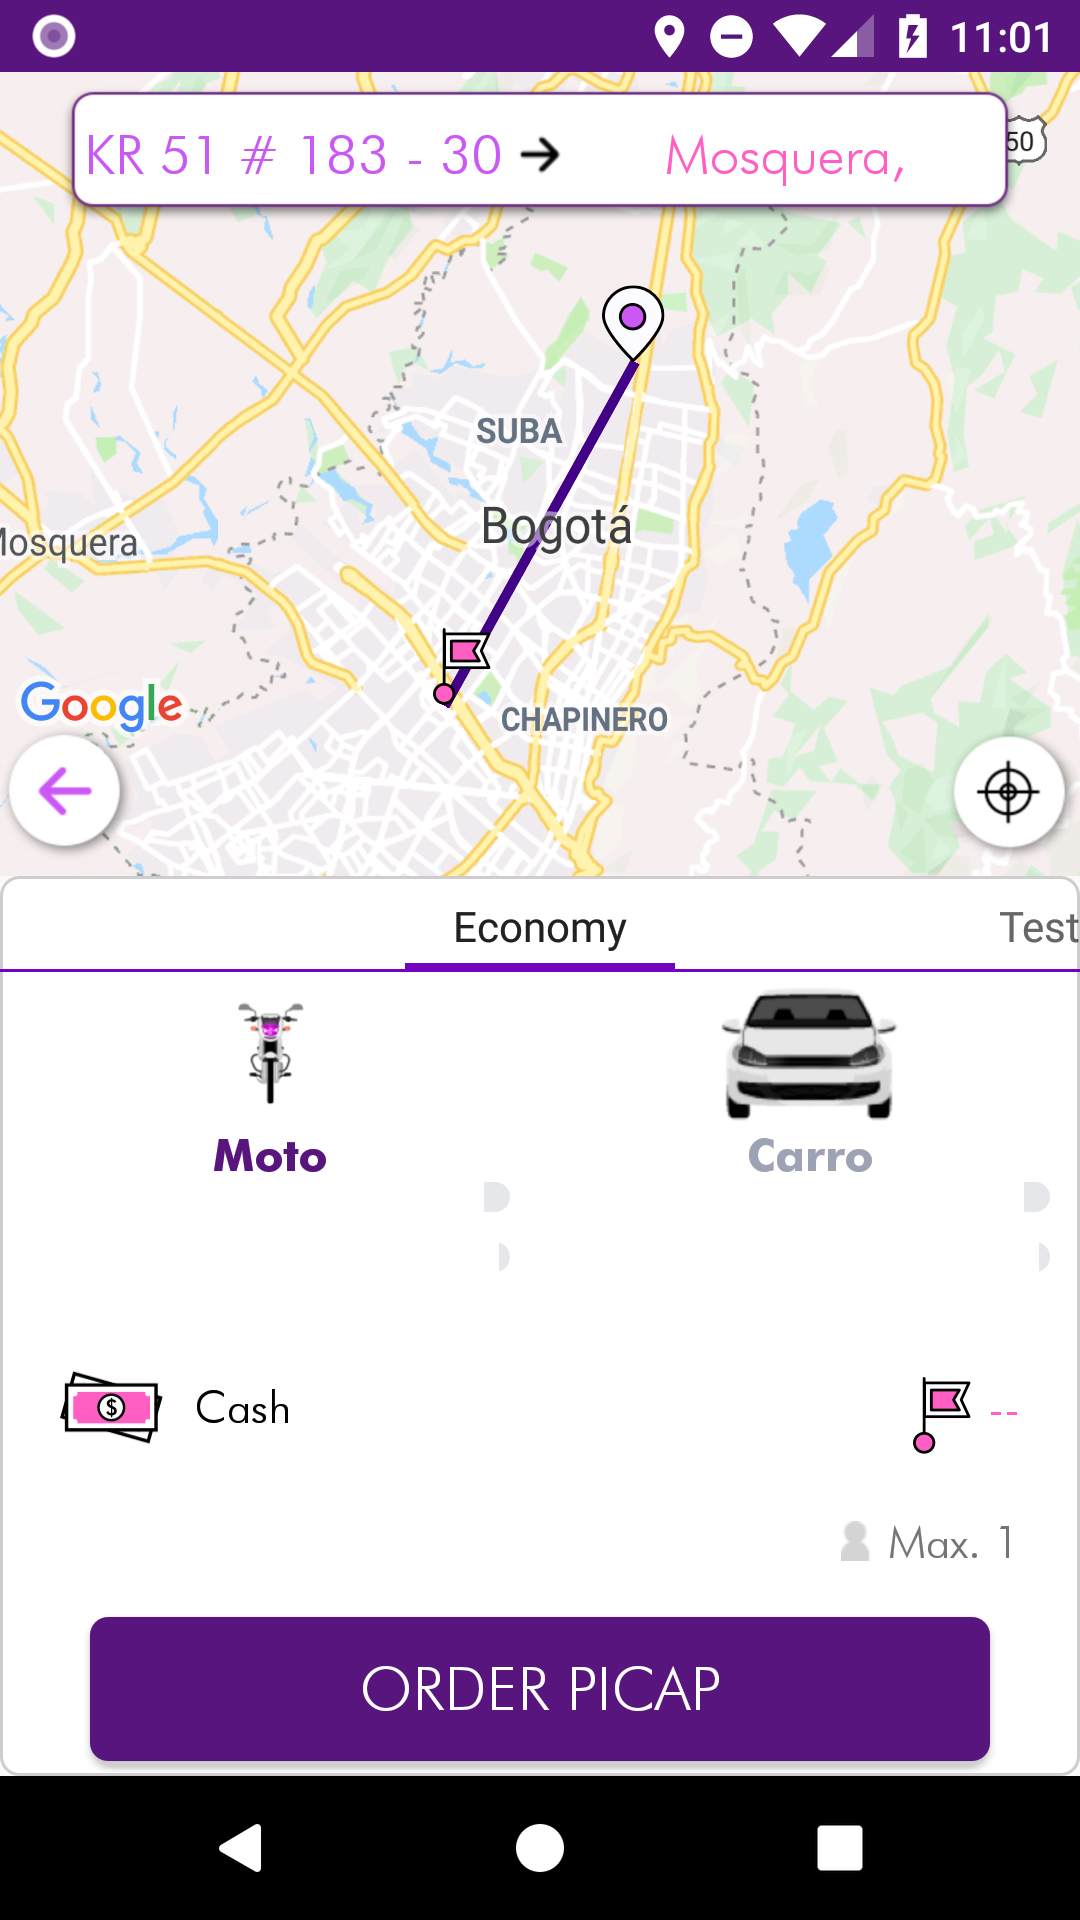 11:01
KR 51 # 183 - 30
Mosquera,
50
SUBA
Bogotá
Mosquera
Google
CHAPINERO
Economy
Test
Moto
Carro
$
Cash
--
Max. 1
ORDER PICAP